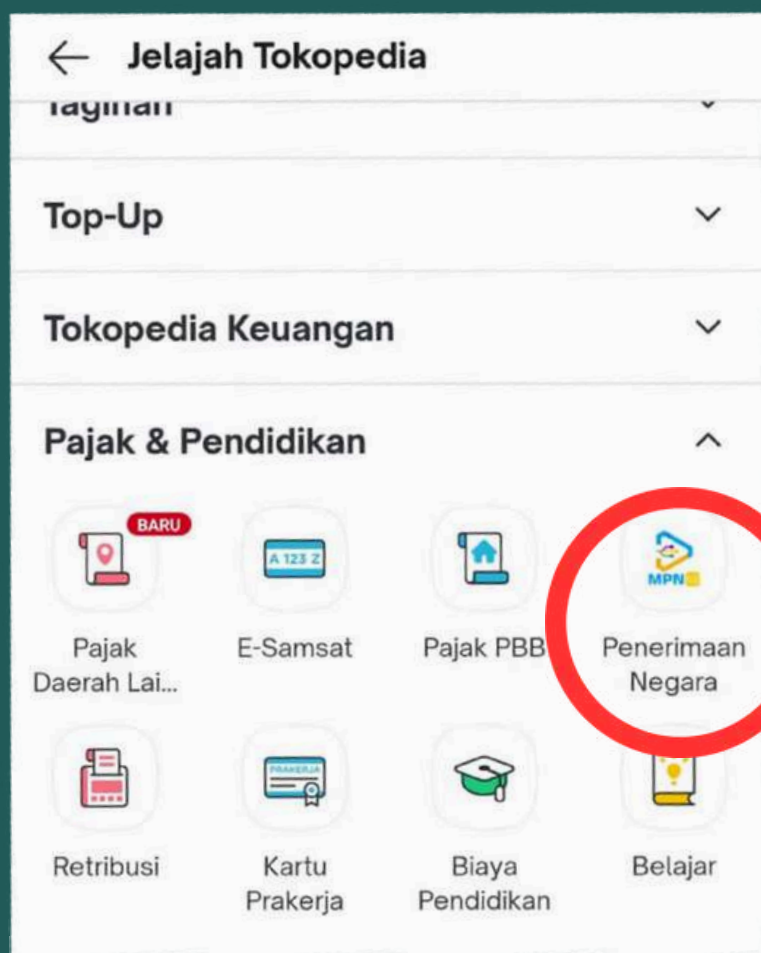 Jelajah Tokopedia
Tagihan
Top-Up
Tokopedia Keuangan
Pajak & Pendidikan
BARU
A 123 Z
MPN
Pajak
Daerah Lai...
E-Samsat
Pajak PBB
Penerimaan
Negara
PRAKERJA
Retribusi
Kartu
Prakerja
Biaya
Pendidikan
Belajar